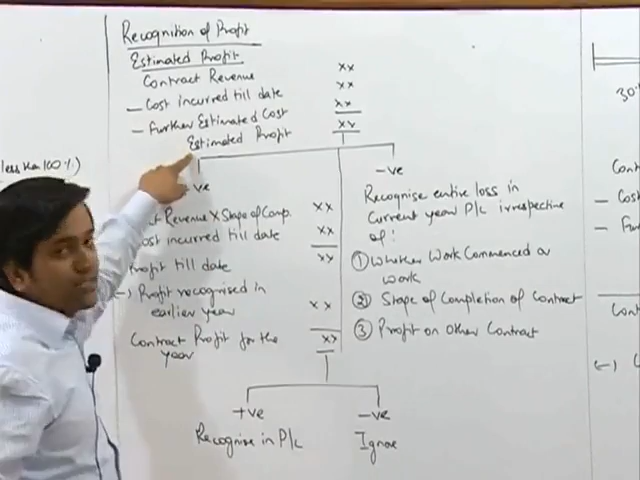 Recognition of Profit
Estimated Profit
Contract Revenue xx
- Cost incurred till date xx
- Further Estimated Cost xx
Estimated Profit xx
less than 100%)
+ve
Revenue x Stage of Comp. xx
Cost incurred till date xx
Profit till date xx
(-) Profit recognised in
earlier year xx
Contract Profit for the xx
year
+ve
Recognise in P/L
-ve
Ignore
-ve
Recognise entire loss in
Current year P/L irrespective
of:
① Whether Work Commenced or
work
② Stage of Completion of Contract
③ Profit on Other Contract
30%
Cont
- Cos
- Fur
Cont
(-)